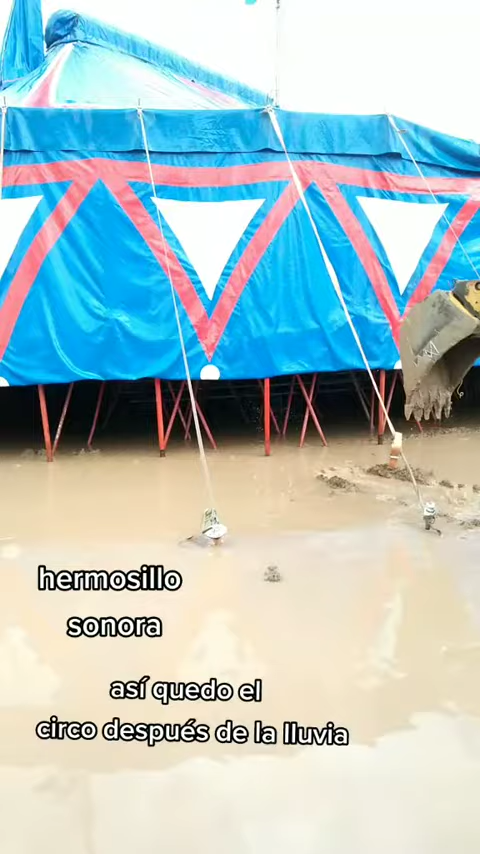 hermosillo
sonora
así quedo el
circo después de la lluvia